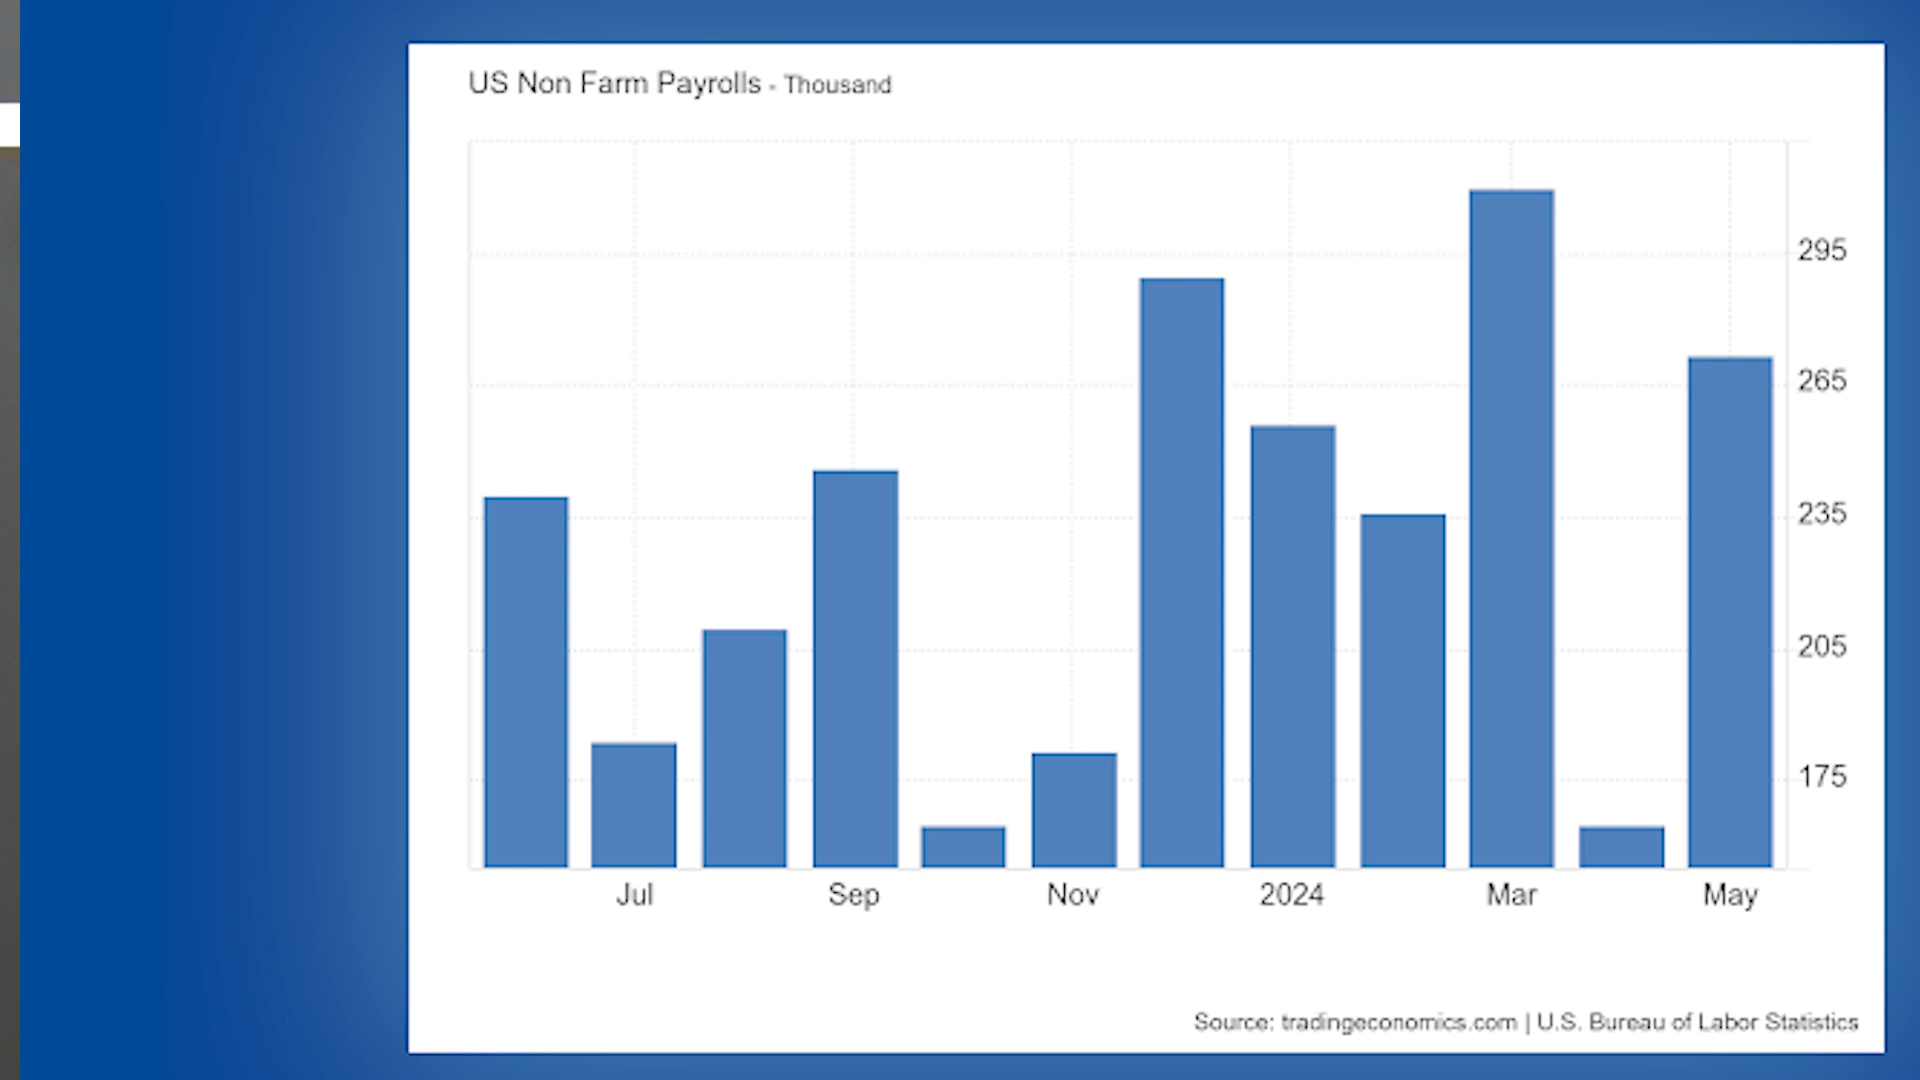 US Non Farm Payrolls - Thousand
295
265
235
205
175
Jul Sep Nov 2024 Mar May
Source: tradingeconomics.com | U.S. Bureau of Labor Statistics